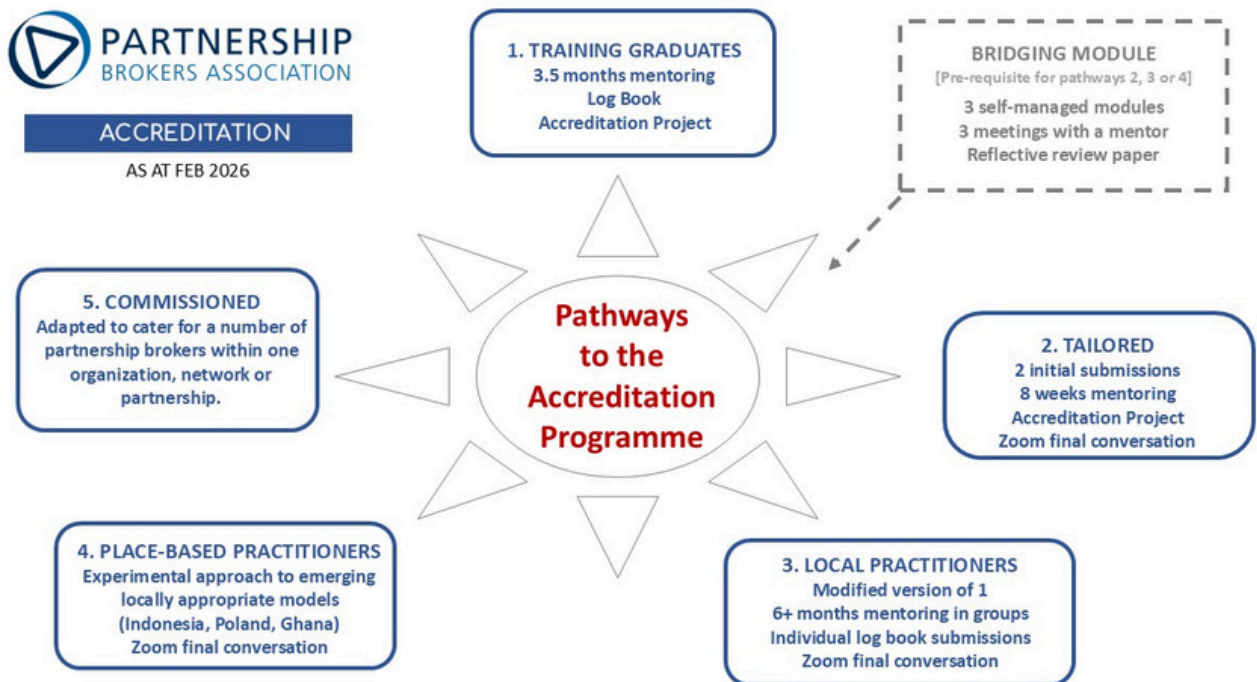 PARTNERSHIP
BROKERS ASSOCIATION
ACCREDITATION
AS AT FEB 2026
1. TRAINING GRADUATES
3.5 months mentoring
Log Book
Accreditation Project
BRIDGING MODULE
[Pre-requisite for pathways 2, 3 or 4]
3 self-managed modules
3 meetings with a mentor
Reflective review paper
Pathways
to the
Accreditation
Programme
2. TAILORED
2 initial submissions
8 weeks mentoring
Accreditation Project
Zoom final conversation
3. LOCAL PRACTITIONERS
Modified version of 1
6+ months mentoring in groups
Individual log book submissions
Zoom final conversation
4. PLACE-BASED PRACTITIONERS
Experimental approach to emerging
locally appropriate models
(Indonesia, Poland, Ghana)
Zoom final conversation
5. COMMISSIONED
Adapted to cater for a number of
partnership brokers within one
organization, network or
partnership.